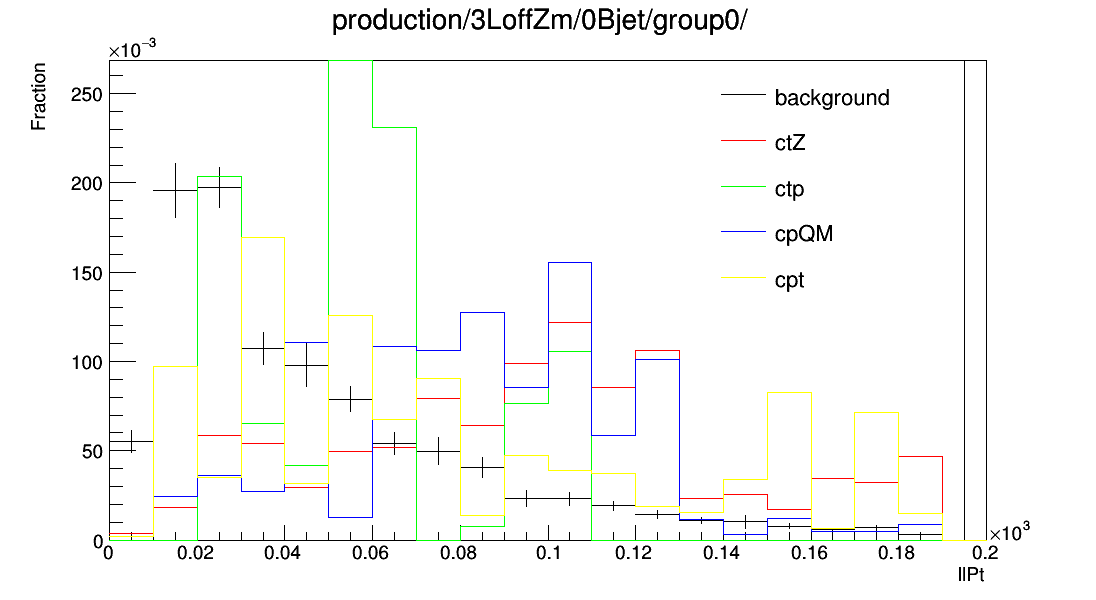 production/3LoffZm/0Bjet/group0/
×10⁻³
Fraction
250
200
150
100
50
0
background
ctZ
ctp
cpQM
cpt
0 0.02 0.04 0.06 0.08 0.1 0.12 0.14 0.16 0.18 0.2
×10³
llPt